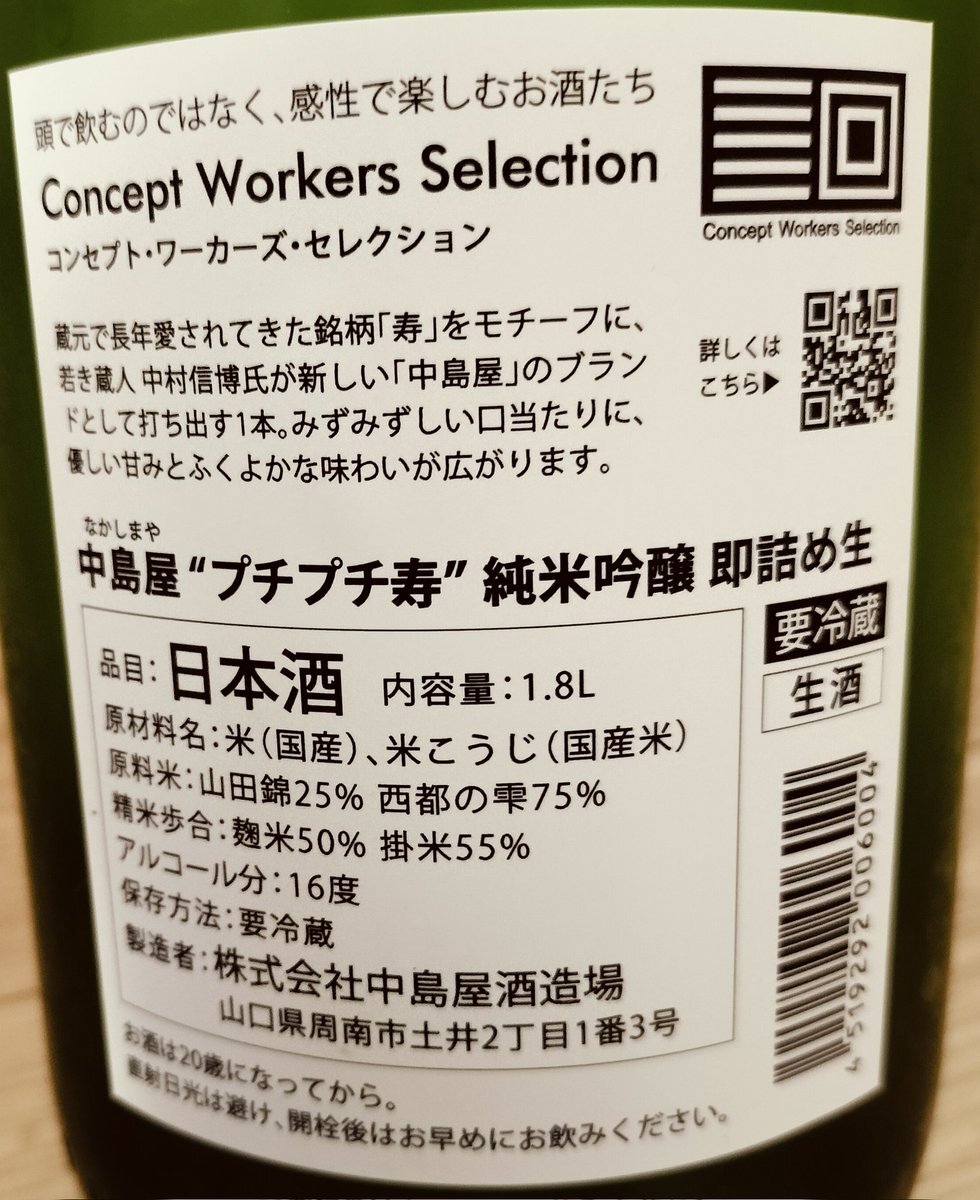 頭で飲むのではなく、感性で楽しむお酒たち
Concept Workers Selection
コンセプト・ワーカーズ・セレクション
Concept Workers Selection
蔵元で長年愛されてきた銘柄「寿」をモチーフに、
若き蔵人 中村信博氏が新しい「中島屋」のブラン
ドとして打ち出す1本。みずみずしい口当たりに、
優しい甘みとふくよかな味わいが広がります。
詳しくは
こちら▶
なかしまや
中島屋 “プチプチ寿” 純米吟醸 即詰め生
要冷蔵
生酒
品目：日本酒 内容量：1.8L
原材料名：米（国産）、米こうじ（国産米）
原料米：山田錦25% 西都の雫75%
精米歩合：麹米50% 掛米55%
アルコール分：16度
保存方法：要冷蔵
製造者：株式会社中島屋酒造場
山口県周南市土井2丁目1番3号
4 519292 006004
お酒は20歳になってから。
直射日光は避け、開栓後はお早めにお飲みください。